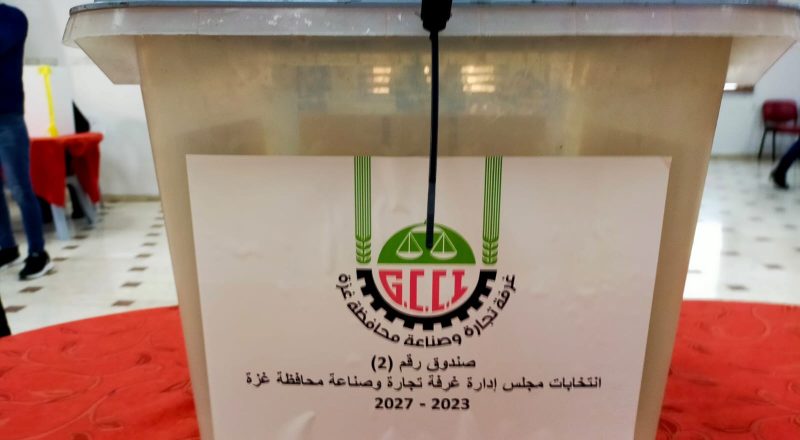 G.C.C.I
غرفة تجارة وصناعة محافظة غزة
صندوق رقم (2)
انتخابات مجلس إدارة غرفة تجارة وصناعة محافظة غزة
2023 - 2027